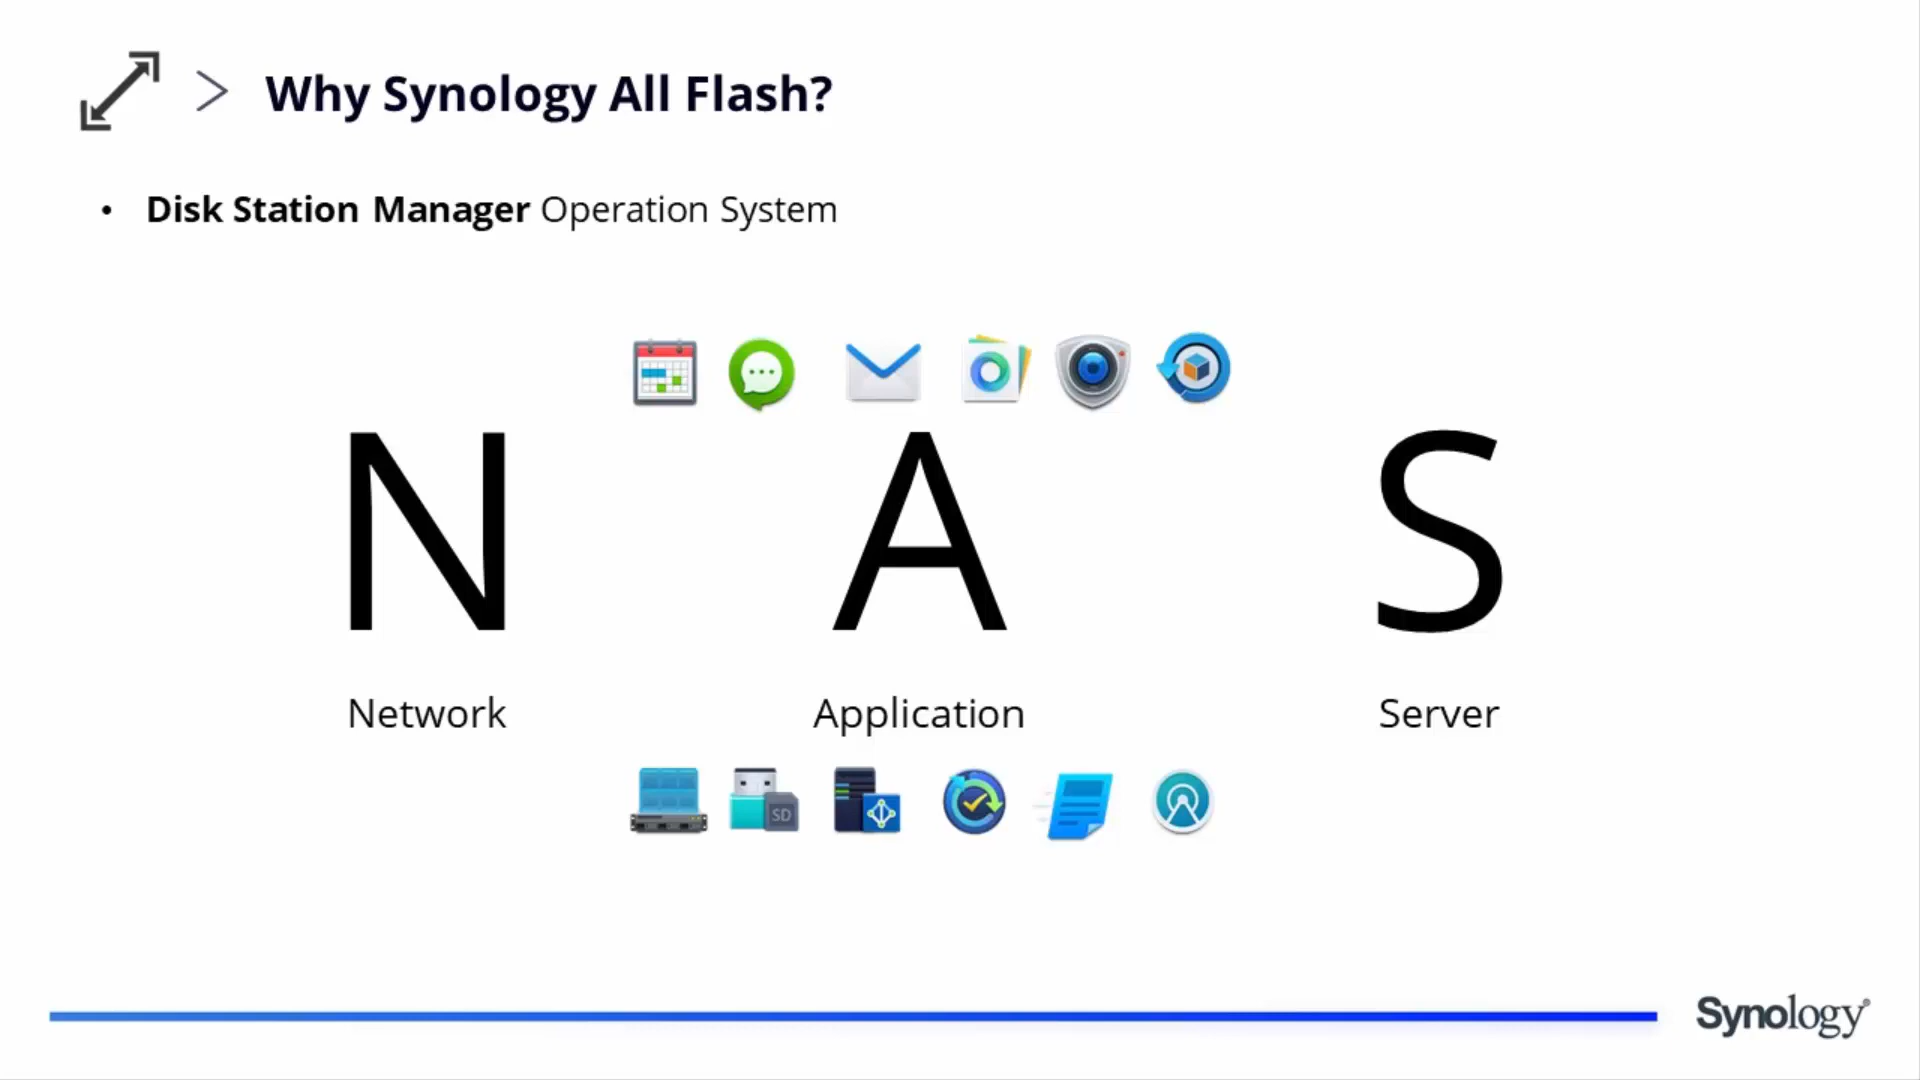 Why Synology All Flash?
• Disk Station Manager Operation System
N A S
Network Application Server
SD
Synology®